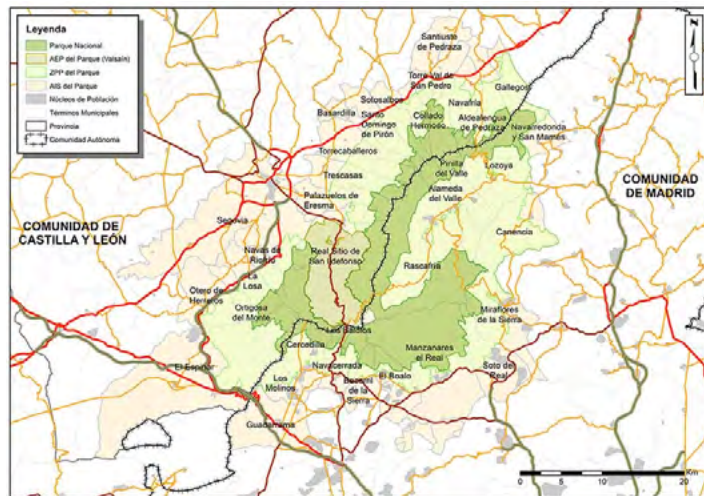 Leyenda
Parque Nacional
AEP del Parque (Valsaín)
ZPP del Parque
AIS del Parque
Núcleos de Población
Términos Municipales
Provincia
Comunidad Autónoma
N
Santiuste
de Pedraza
Torre Val de
San Pedro
Gallegos
Sotosalbos
Navafría
Basardilla
Santo
Domingo
de Pirón
Collado
Hermoso
Aldealengua
de Pedraza
Navarredonda
y San Mamés
Torrecaballeros
Pinilla
del Valle
Lozoya
Trescasas
Alameda
del Valle
COMUNIDAD
DE MADRID
Palazuelos de
Eresma
Segovia
COMUNIDAD DE
CASTILLA Y LEÓN
Canencia
Navas de
Riofrío
Real Sitio de
San Ildefonso
Rascafría
La
Losa
Otero de
Herreros
Ortigosa
del Monte
Miraflores
de la Sierra
Los Baldíos
Cercedilla
Manzanares
el Real
El Espinar
Navacerrada
El Boalo
Soto del
Real
Los
Molinos
Becerril
de la
Sierra
Guadarrama
Km
0
5
10
20